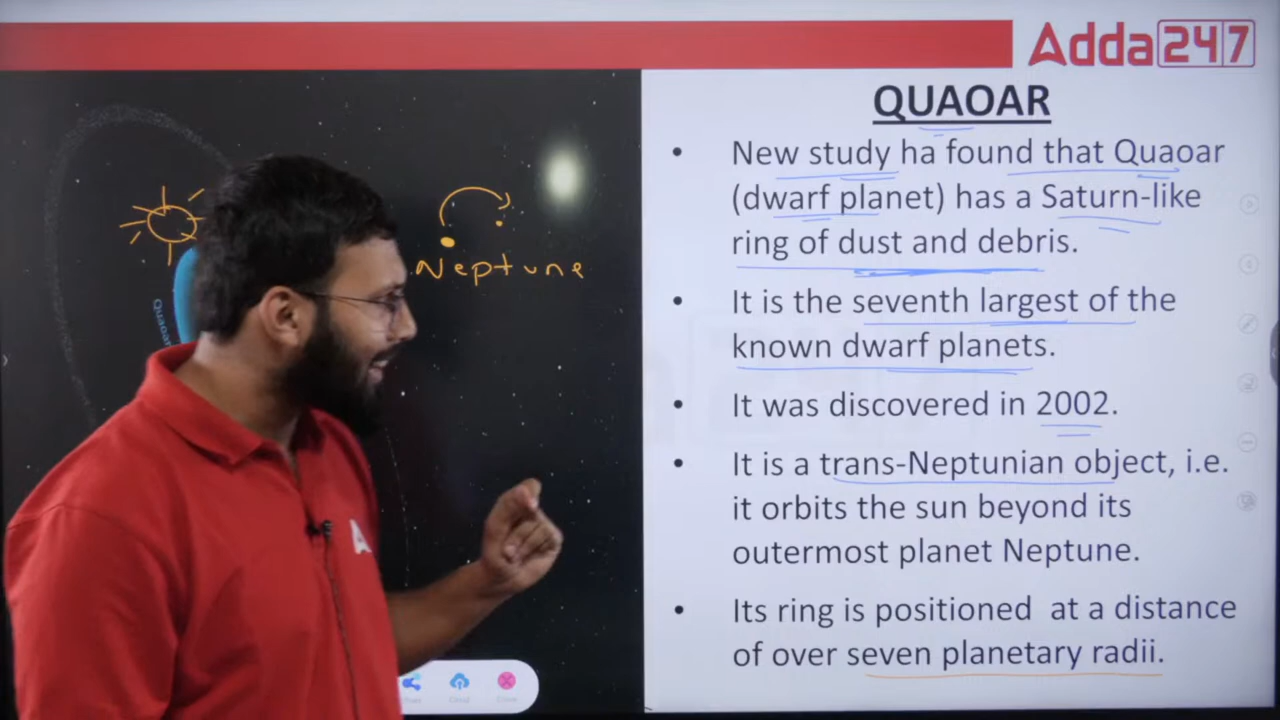 Adda247
QUAOAR
• New study ha found that Quaoar
(dwarf planet) has a Saturn-like
ring of dust and debris.
• It is the seventh largest of the
known dwarf planets.
• It was discovered in 2002.
• It is a trans-Neptunian object, i.e.
it orbits the sun beyond its
outermost planet Neptune.
• Its ring is positioned at a distance
of over seven planetary radii.
Neptune
Quaoar
Cloud